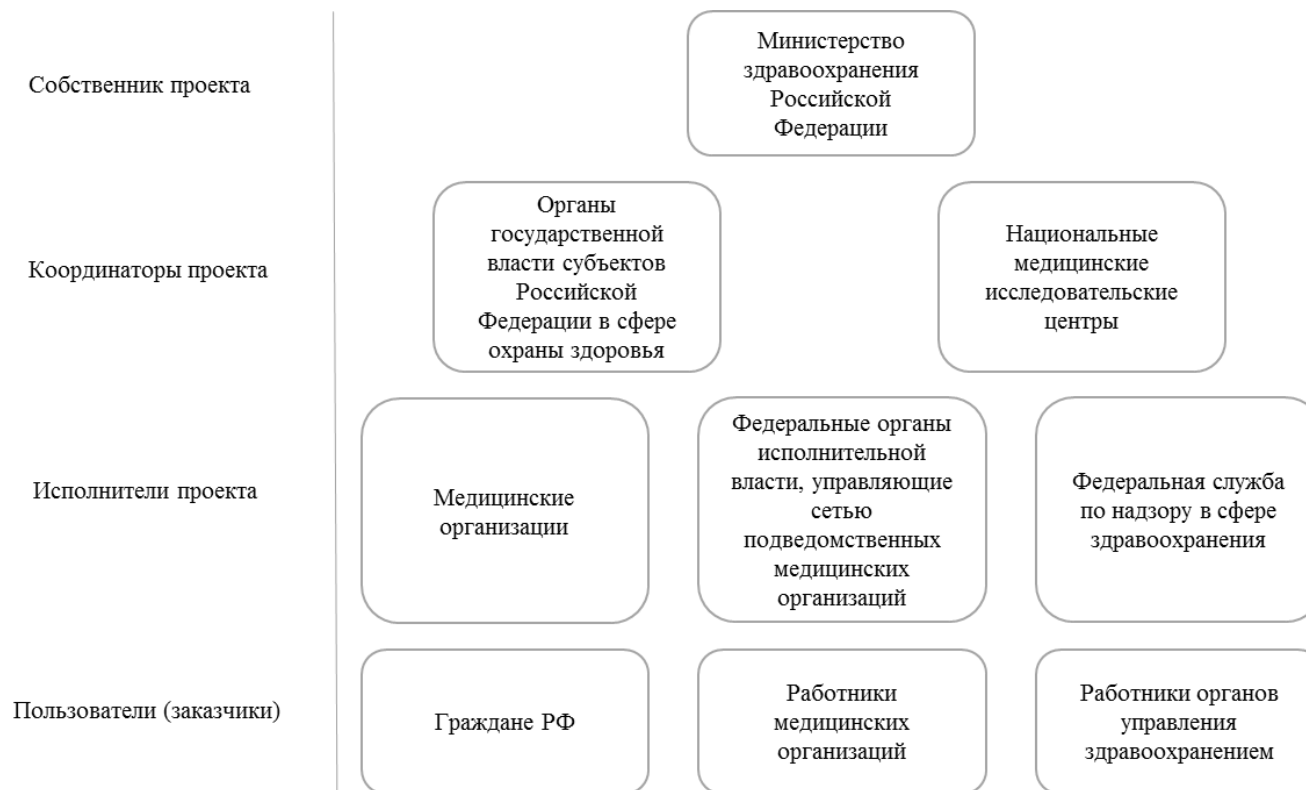 Собственник проекта
Министерство
здравоохранения
Российской
Федерации
Координаторы проекта
Органы
государственной
власти субъектов
Российской
Федерации в сфере
охраны здоровья
Национальные
медицинские
исследовательские
центры
Исполнители проекта
Медицинские
организации
Федеральные органы
исполнительной
власти, управляющие
сетью
подведомственных
медицинских
организаций
Федеральная служба
по надзору в сфере
здравоохранения
Пользователи (заказчики)
Граждане РФ
Работники
медицинских
организаций
Работники органов
управления
здравоохранением